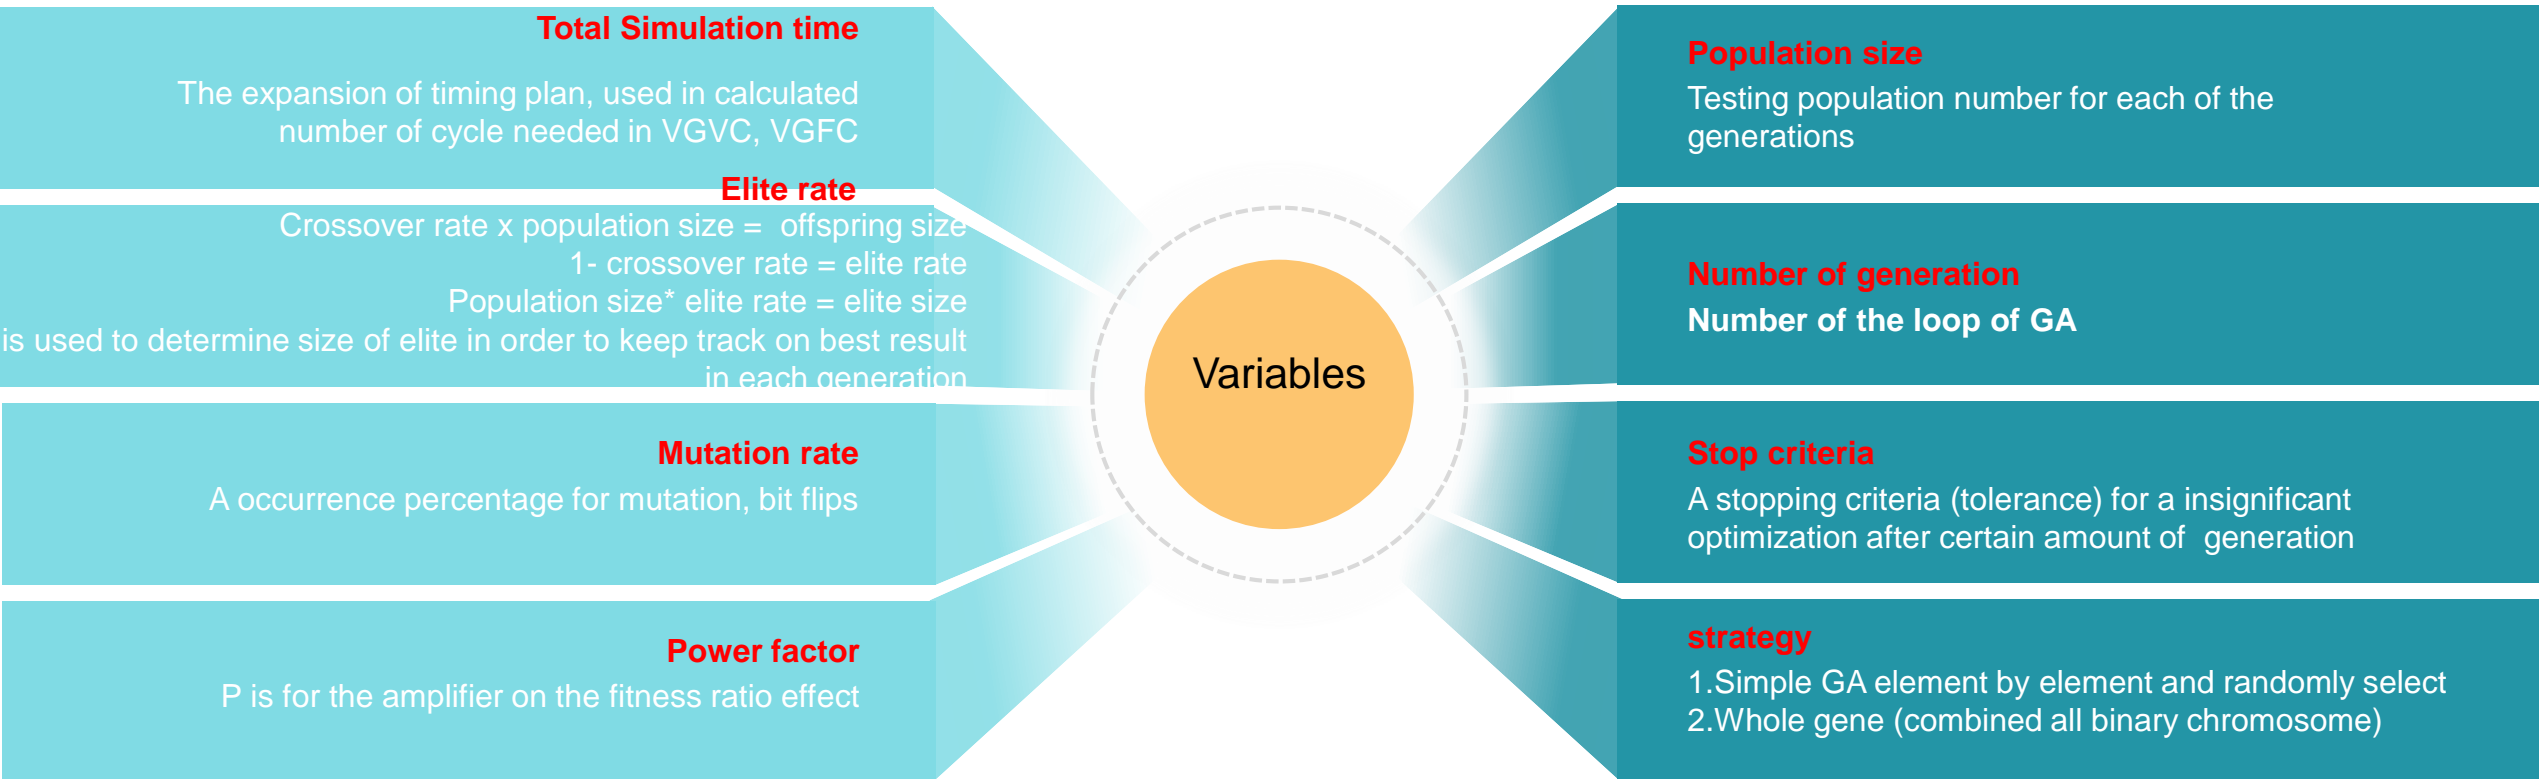 Total Simulation time
The expansion of timing plan, used in calculated
number of cycle needed in VGVC, VGFC
Elite rate
Crossover rate x population size =  offspring size
1- crossover rate = elite rate
Population size* elite rate = elite size
is used to determine size of elite in order to keep track on best result
in each generation
Mutation rate
A occurrence percentage for mutation, bit flips
Power factor
P is for the amplifier on the fitness ratio effect
Variables
Population size
Testing population number for each of the
generations
Number of generation
Number of the loop of GA
Stop criteria
A stopping criteria (tolerance) for a insignificant
optimization after certain amount of  generation
strategy
1.Simple GA element by element and randomly select
2.Whole gene (combined all binary chromosome)